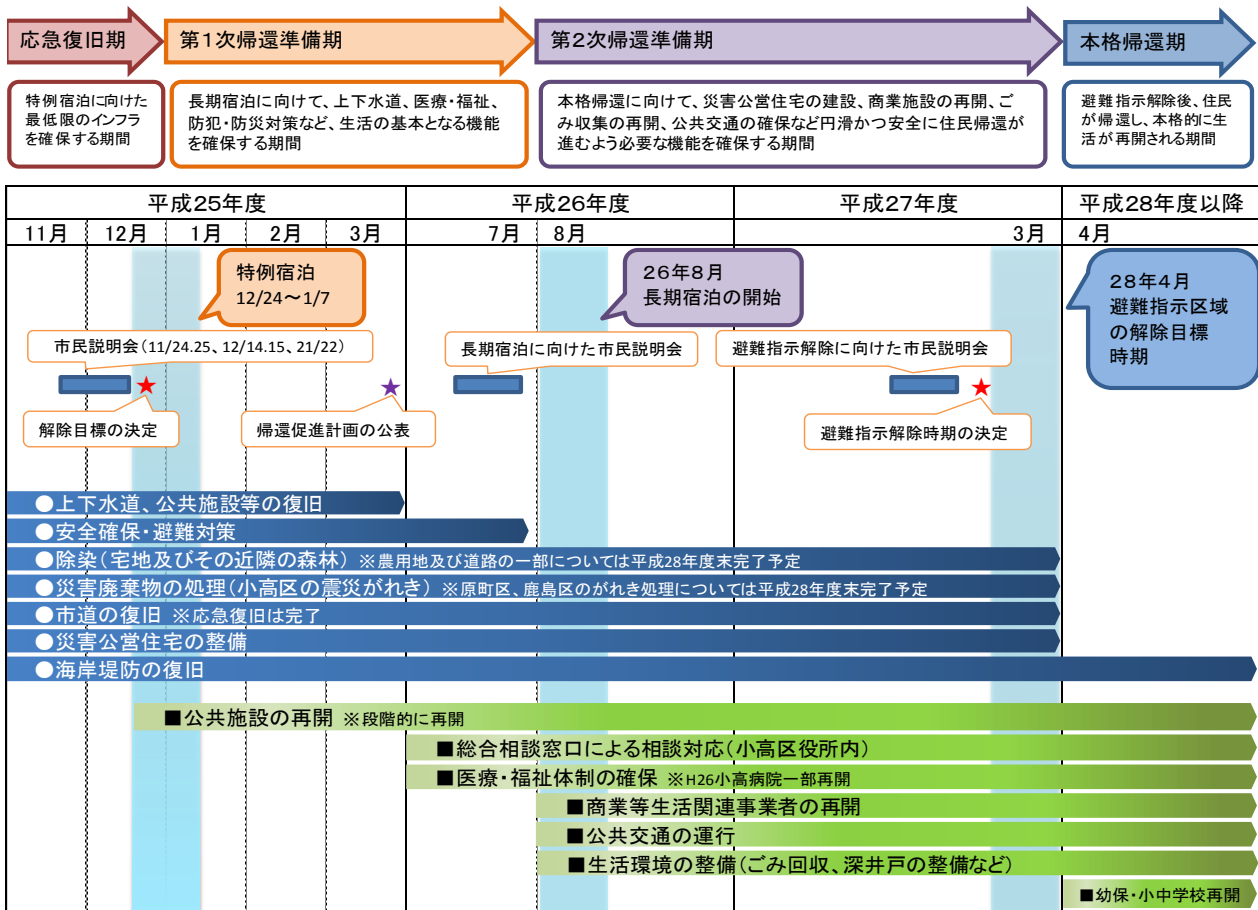 応急復旧期
第1次帰還準備期
第2次帰還準備期
本格帰還期
特例宿泊に向けた
最低限のインフラ
を確保する期間
長期宿泊に向けて、上下水道、医療・福祉、
防犯・防災対策など、生活の基本となる機能
を確保する期間
本格帰還に向けて、災害公営住宅の建設、商業施設の再開、ご
み収集の再開、公共交通の確保など円滑かつ安全に住民帰還が
進むよう必要な機能を確保する期間
避難指示解除後、住民
が帰還し、本格的に生
活が再開される期間
平成25年度
平成26年度
平成27年度
平成28年度以降
11月
12月
1月
2月
3月
7月
8月
3月
4月
特例宿泊
12/24～1/7
26年8月
長期宿泊の開始
28年4月
避難指示区域
の解除目標
時期
市民説明会(11/24.25、12/14.15、21/22)
長期宿泊に向けた市民説明会
避難指示解除に向けた市民説明会
★
★
★
解除目標の決定
帰還促進計画の公表
避難指示解除時期の決定
●上下水道、公共施設等の復旧
●安全確保・避難対策
●除染(宅地及びその近隣の森林) ※農用地及び道路の一部については平成28年度末完了予定
●災害廃棄物の処理(小高区の震災がれき) ※原町区、鹿島区のがれき処理については平成28年度末完了予定
●市道の復旧 ※応急復旧は完了
●災害公営住宅の整備
●海岸堤防の復旧
■公共施設の再開 ※段階的に再開
■総合相談窓口による相談対応(小高区役所内)
■医療・福祉体制の確保 ※H26小高病院一部再開
■商業等生活関連事業者の再開
■公共交通の運行
■生活環境の整備(ごみ回収、深井戸の整備など)
■幼保・小中学校再開